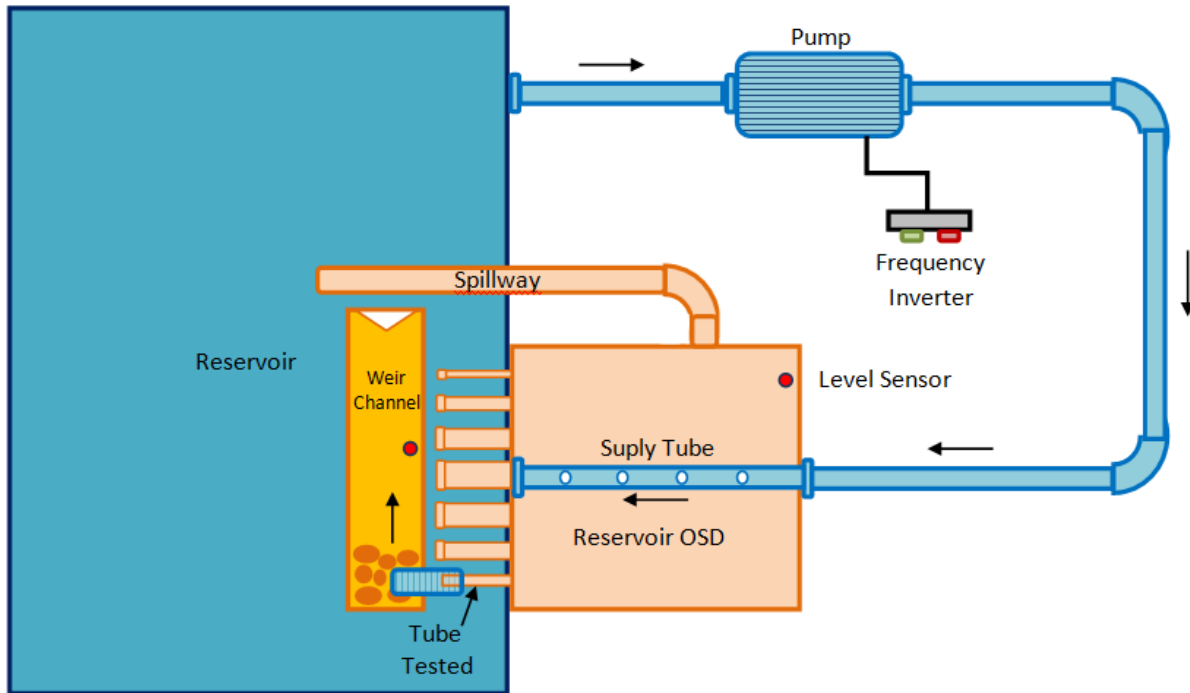 Pump
Frequency
Inverter
Spillway
Reservoir
Weir
Channel
Level Sensor
Suply Tube
Reservoir OSD
Tube
Tested